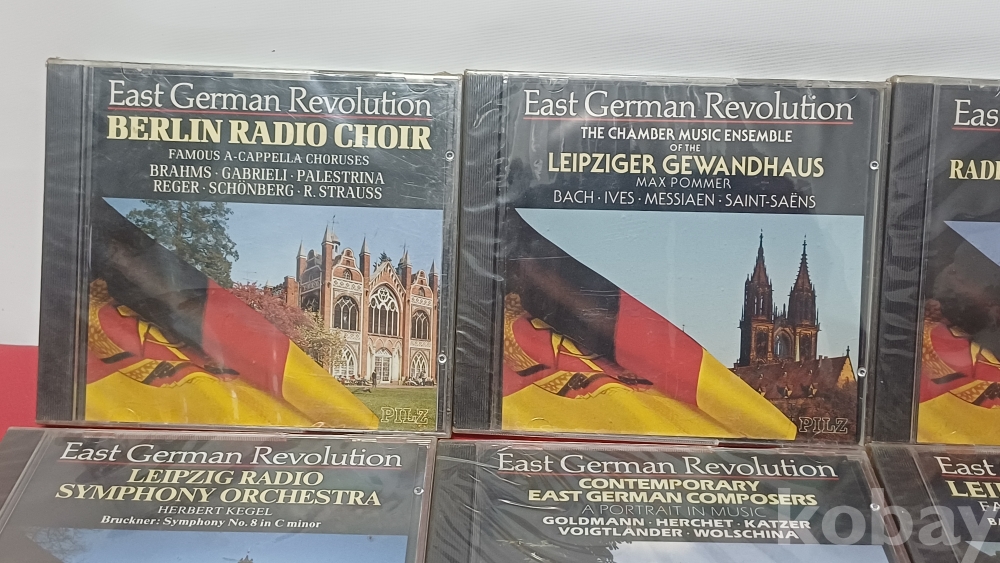 East German Revolution
BERLIN RADIO CHOIR
FAMOUS A-CAPPELLA CHORUSES
BRAHMS · GABRIELI · PALESTRINA
REGER · SCHÖNBERG · R. STRAUSS
PILZ
East German Revolution
THE CHAMBER MUSIC ENSEMBLE
OF THE
LEIPZIGER GEWANDHAUS
MAX POMMER
BACH · IVES · MESSIAEN · SAINT-SAËNS
PILZ
East German Revolution
LEIPZIG RADIO
SYMPHONY ORCHESTRA
HERBERT KEGEL
Bruckner: Symphony No. 8 in C minor
East German Revolution
CONTEMPORARY
EAST GERMAN COMPOSERS
A PORTRAIT IN MUSIC
GOLDMANN · HERCHET · KATZER
VOIGTLANDER · WOLSCHINA
East
kobay